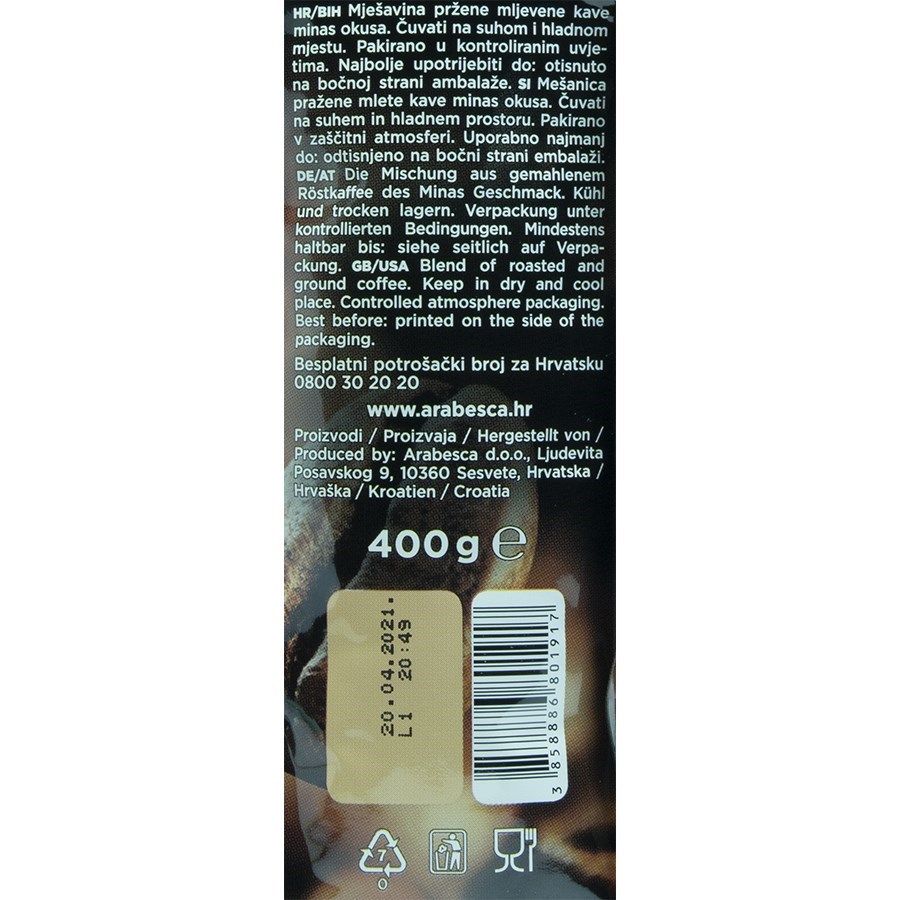 HR/BIH Mješavina pržene mljevene kave
minas okusa. Čuvati na suhom i hladnom
mjestu. Pakirano u kontroliranim uvje-
tima. Najbolje upotrijebiti do: otisnuto
na bočnoj strani ambalaže. SI Mešanica
pražene mlete kave minas okusa. Čuvati
na suhem in hladnem prostoru. Pakirano
v zaščitni atmosferi. Uporabno najmanj
do: odtisnjeno na bočni strani embalaži.
DE/AT Die Mischung aus gemahlenem
Röstkaffee des Minas Geschmack. Kühl
und trocken lagern. Verpackung unter
kontrollierten Bedingungen. Mindestens
haltbar bis: siehe seitlich auf Verpa-
ckung. GB/USA Blend of roasted and
ground coffee. Keep in dry and cool
place. Controlled atmosphere packaging.
Best before: printed on the side of the
packaging.
Besplatni potrošački broj za Hrvatsku
0800 30 20 20
www.arabesca.hr
Proizvodi / Proizvaja / Hergestellt von /
Produced by: Arabesca d.o.o., Ljudevita
Posavskog 9, 10360 Sesvete, Hrvatska /
Hrvaška / Kroatien / Croatia
400 g ℮
20.04.2021.
L1 20:49
3 858886 801917
7
O